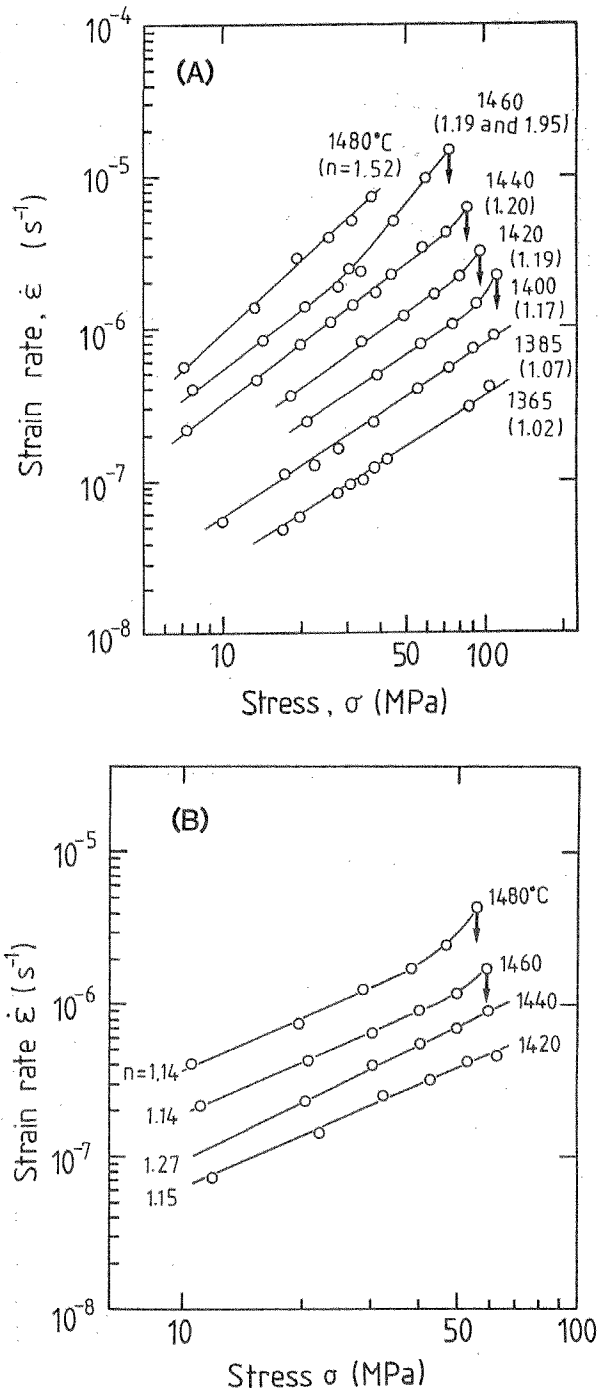 (A)
10⁻⁴
10⁻⁵
10⁻⁶
10⁻⁷
10⁻⁸
Strain rate, ε̇ (s⁻¹)
1480°C
(n=1.52)
1460
(1.19 and 1.95)
1440
(1.20)
1420
(1.19)
1400
(1.17)
1385
(1.07)
1365
(1.02)
10 50 100
Stress, σ (MPa)
(B)
10⁻⁵
10⁻⁶
10⁻⁷
10⁻⁸
Strain rate ε̇ (s⁻¹)
1480°C
1460
1440
1420
n=1,14
1.14
1.27
1.15
10 50 100
Stress σ (MPa)